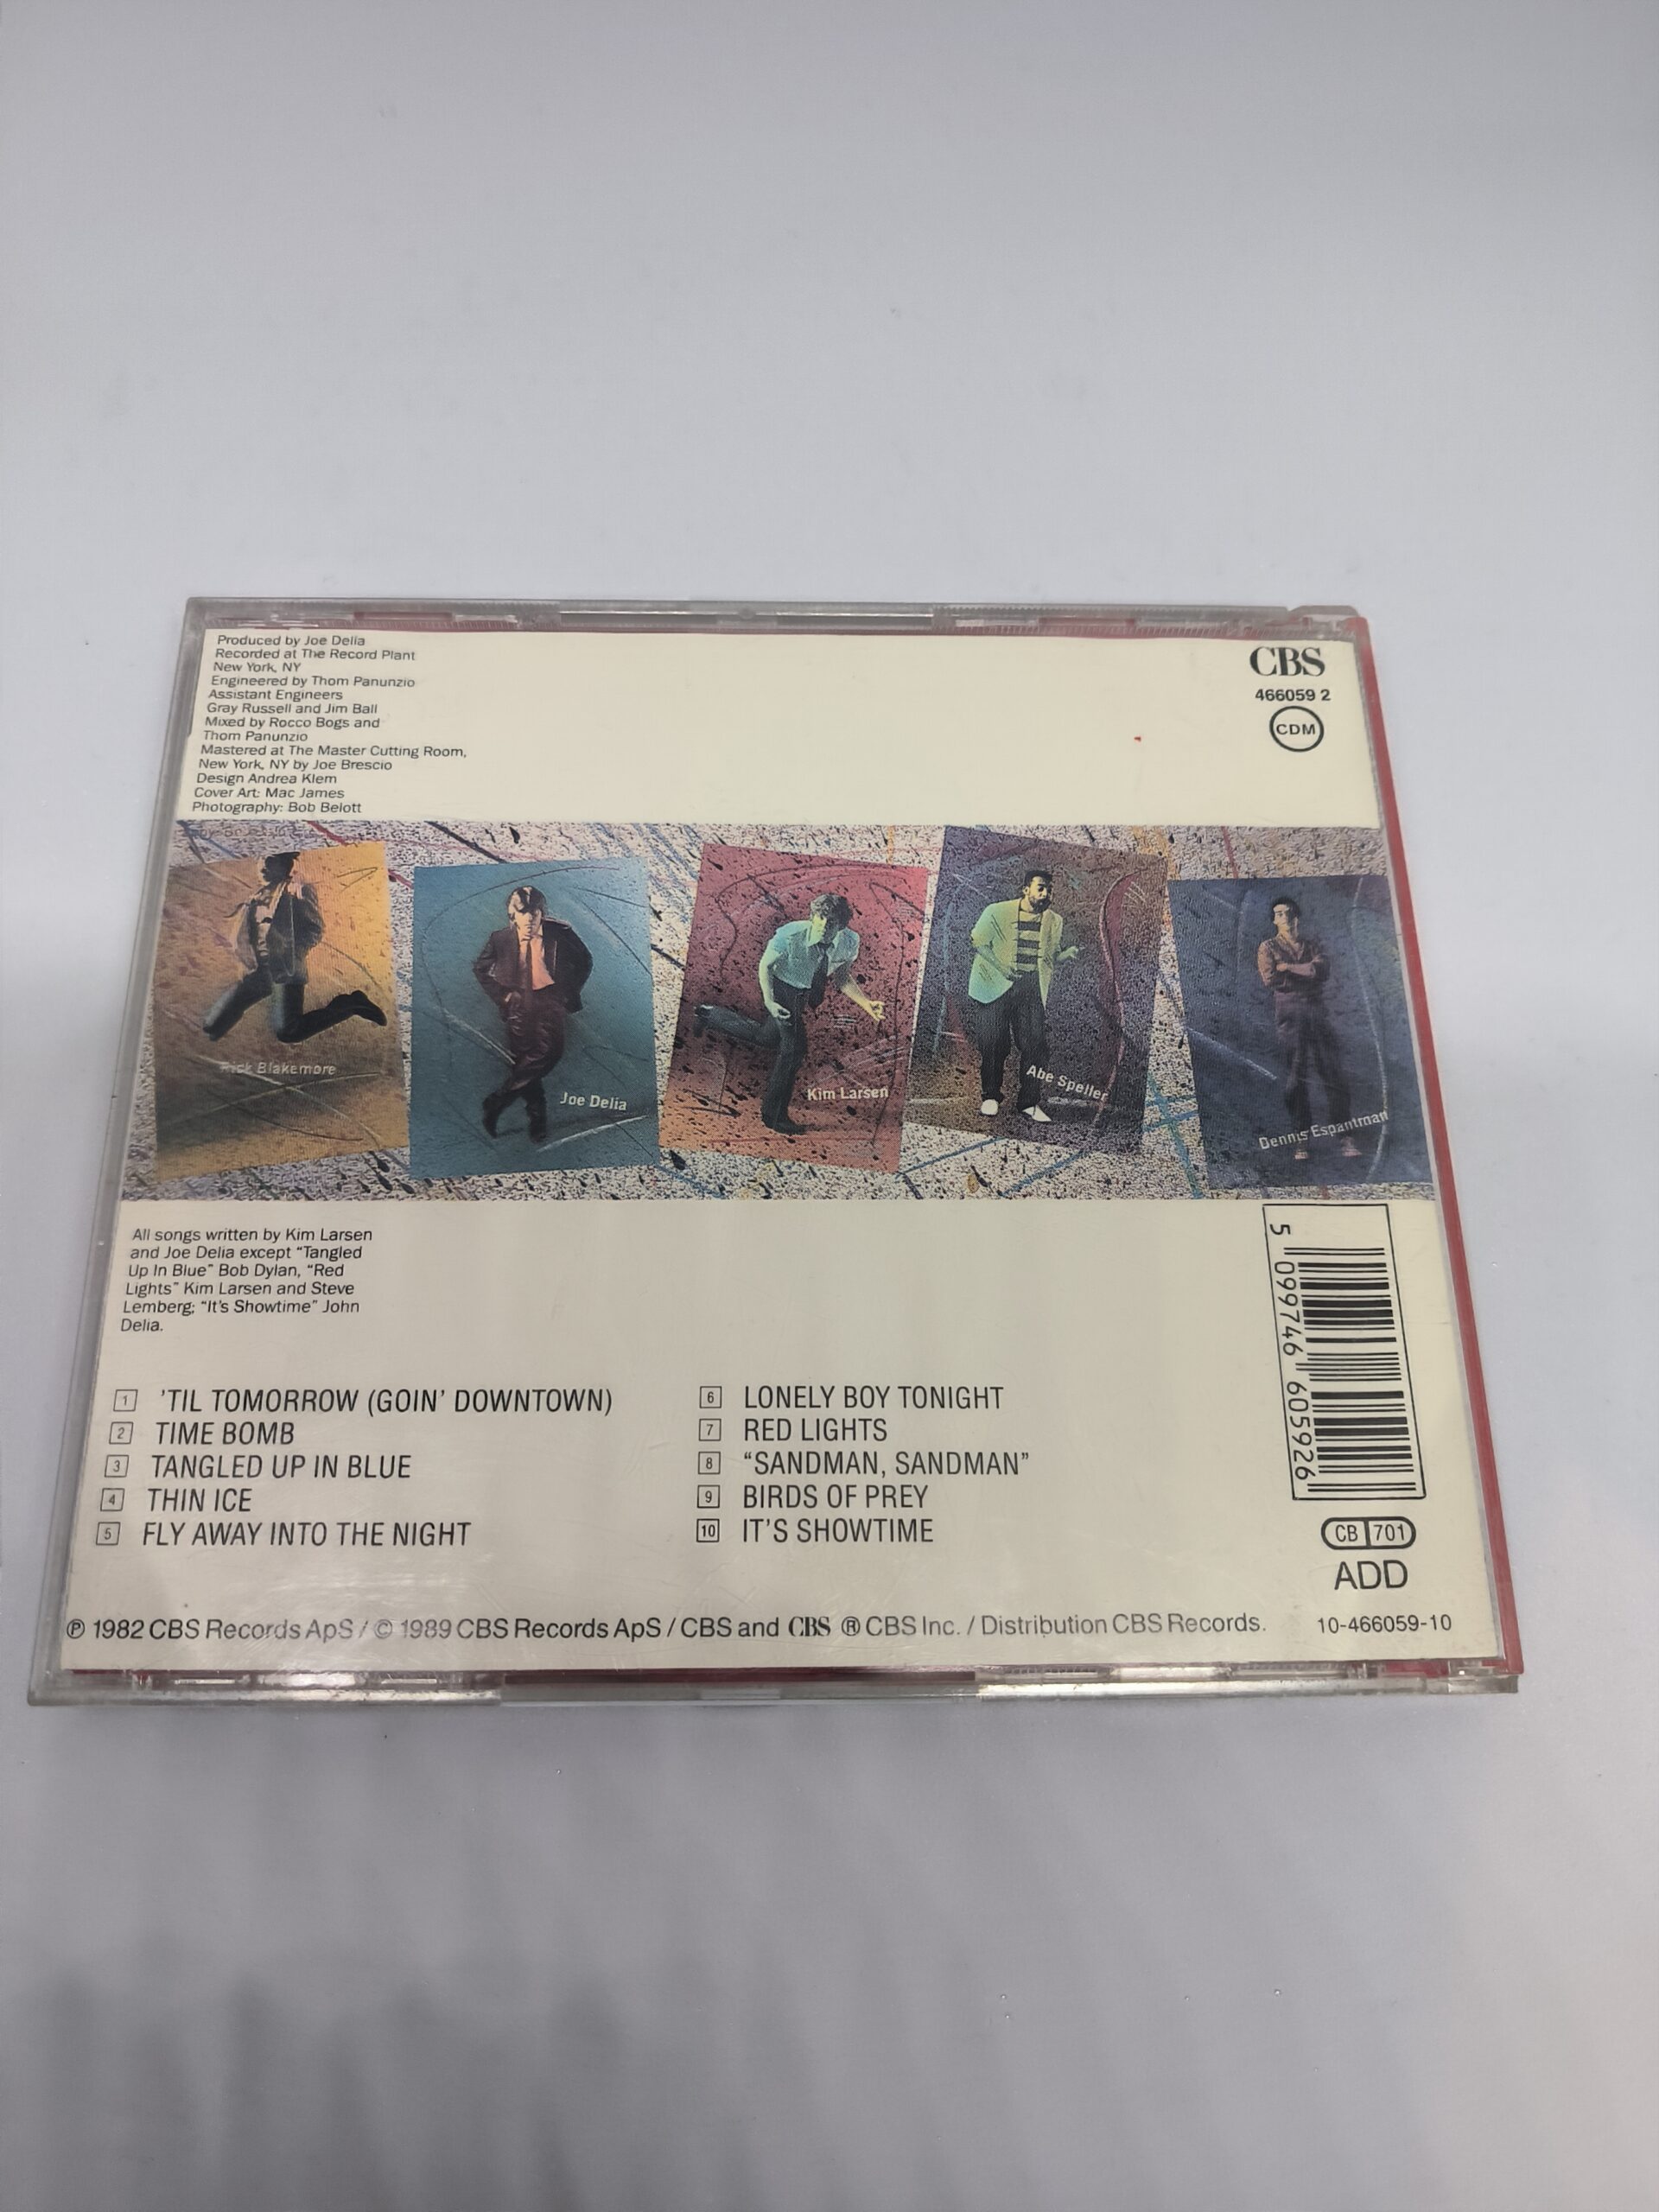 Produced by Joe Delia
Recorded at The Record Plant
New York, NY
Engineered by Thom Panunzio
Assistant Engineers
Gray Russell and Jim Ball
Mixed by Rocco Bogs and
Thom Panunzio
Mastered at The Master Cutting Room,
New York, NY by Joe Brescio
Design Andrea Klem
Cover Art: Mac James
Photography: Bob Belott
CBS
466059 2
CDM
Rick Blakemore
Joe Delia
Kim Larsen
Abe Speller
Dennis Espantman
All songs written by Kim Larsen
and Joe Delia except “Tangled
Up In Blue” Bob Dylan, “Red
Lights” Kim Larsen and Steve
Lemberg; “It's Showtime” John
Delia.
1 'TIL TOMORROW (GOIN' DOWNTOWN)
2 TIME BOMB
3 TANGLED UP IN BLUE
4 THIN ICE
5 FLY AWAY INTO THE NIGHT
6 LONELY BOY TONIGHT
7 RED LIGHTS
8 “SANDMAN, SANDMAN”
9 BIRDS OF PREY
10 IT'S SHOWTIME
5 099746 605926
CB 701
ADD
℗ 1982 CBS Records ApS / © 1989 CBS Records ApS / CBS and CBS ® CBS Inc. / Distribution CBS Records.
10-466059-10